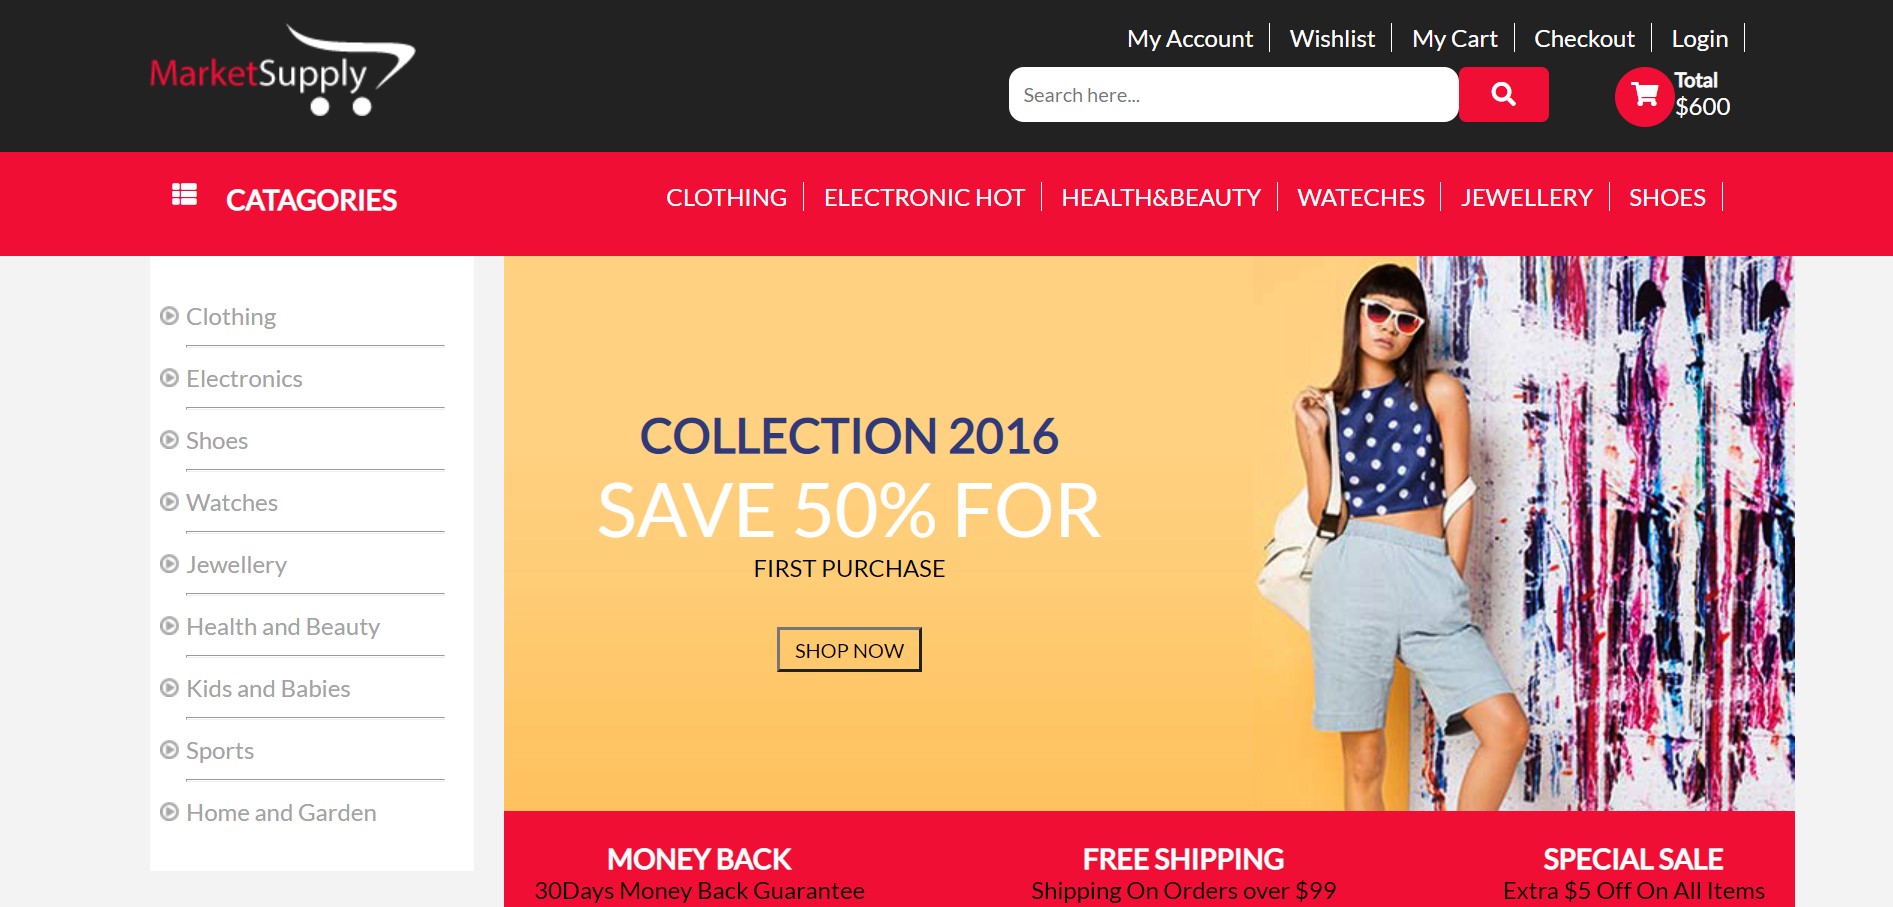 My Account
Wishlist
My Cart
Checkout
Login
MarketSupply
Search here...
Total
$600
CATAGORIES
CLOTHING
ELECTRONIC HOT
HEALTH&BEAUTY
WATECHES
JEWELLERY
SHOES
Clothing
Electronics
Shoes
Watches
Jewellery
Health and Beauty
Kids and Babies
Sports
Home and Garden
COLLECTION 2016
SAVE 50% FOR
FIRST PURCHASE
SHOP NOW
MONEY BACK
30Days Money Back Guarantee
FREE SHIPPING
Shipping On Orders over $99
SPECIAL SALE
Extra $5 Off On All Items